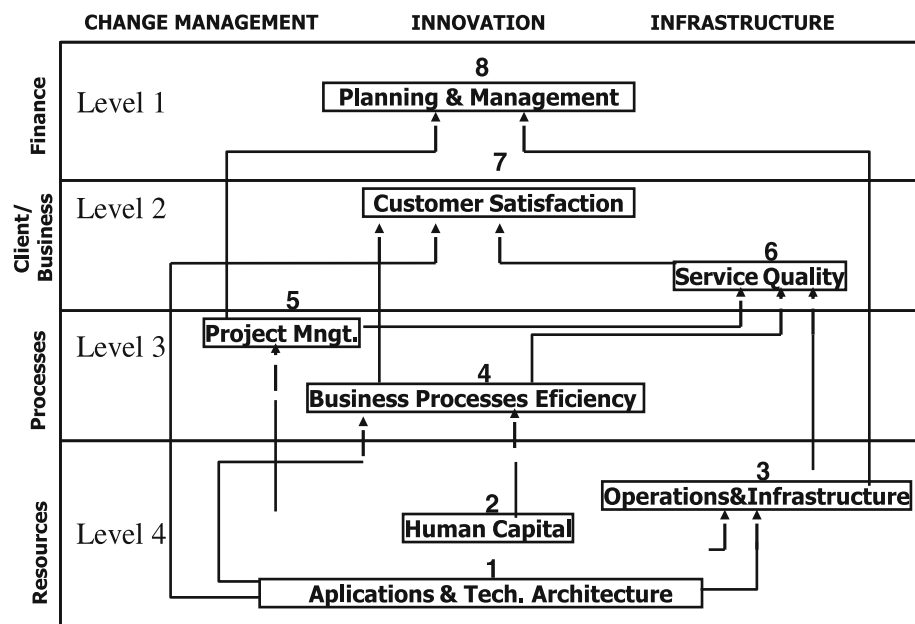 CHANGE MANAGEMENT INNOVATION INFRASTRUCTURE
Finance
Level 1
8
Planning & Management
7
Client/
Business
Level 2
Customer Satisfaction
6
Service Quality
Processes
Level 3
5
Project Mngt.
4
Business Processes Eficiency
Resources
Level 4
3
Operations&Infrastructure
2
Human Capital
1
Aplications & Tech. Architecture